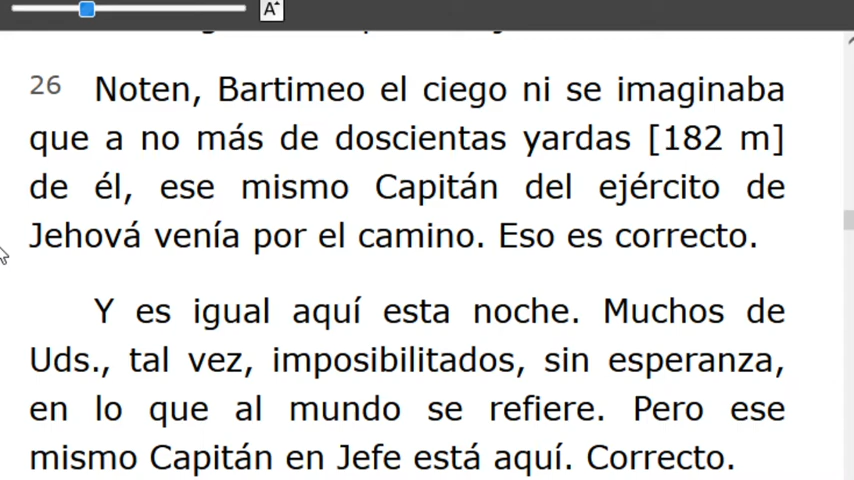 A
26 Noten, Bartimeo el ciego ni se imaginaba
que a no más de doscientas yardas [182 m]
de él, ese mismo Capitán del ejército de
Jehová venía por el camino. Eso es correcto.
Y es igual aquí esta noche. Muchos de
Uds., tal vez, imposibilitados, sin esperanza,
en lo que al mundo se refiere. Pero ese
mismo Capitán en Jefe está aquí. Correcto.